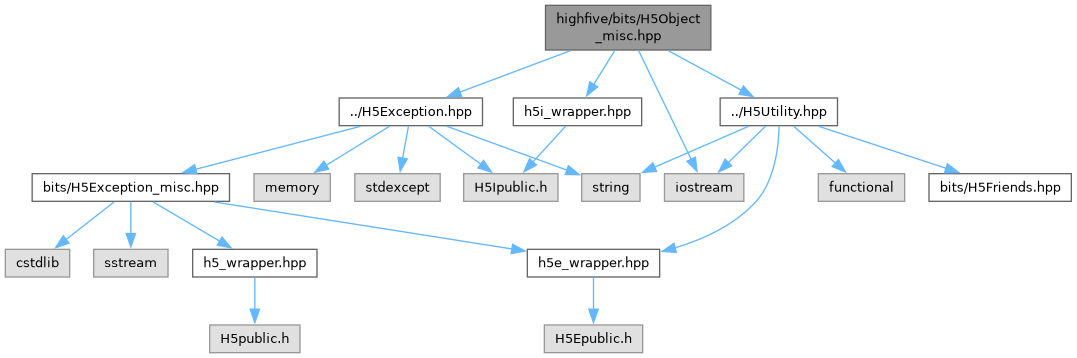 highfive/bits/H5Object
_misc.hpp
../H5Exception.hpp
h5i_wrapper.hpp
../H5Utility.hpp
bits/H5Exception_misc.hpp
memory
stdexcept
H5Ipublic.h
string
iostream
functional
bits/H5Friends.hpp
cstdlib
sstream
h5_wrapper.hpp
h5e_wrapper.hpp
H5public.h
H5Epublic.h